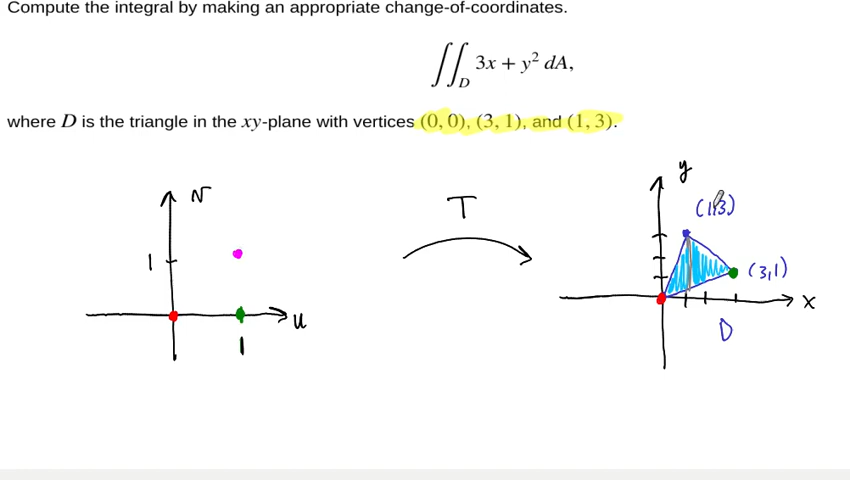 Compute the integral by making an appropriate change-of-coordinates.
∬_D 3x + y² dA,
where D is the triangle in the xy-plane with vertices (0, 0), (3, 1), and (1, 3).
v
T
y
(1,3)
1
(3,1)
u
x
1
D